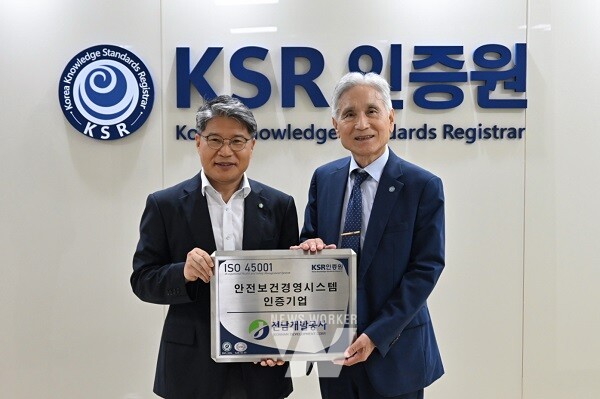 Korea Knowledge Standards Registrar
KSR
KSR 인증원
Korea Knowledge Standards Registrar
ISO 45001
KSR인증원
안전보건경영시스템
인증기업
전남개발공사
NEWS WORKER
W